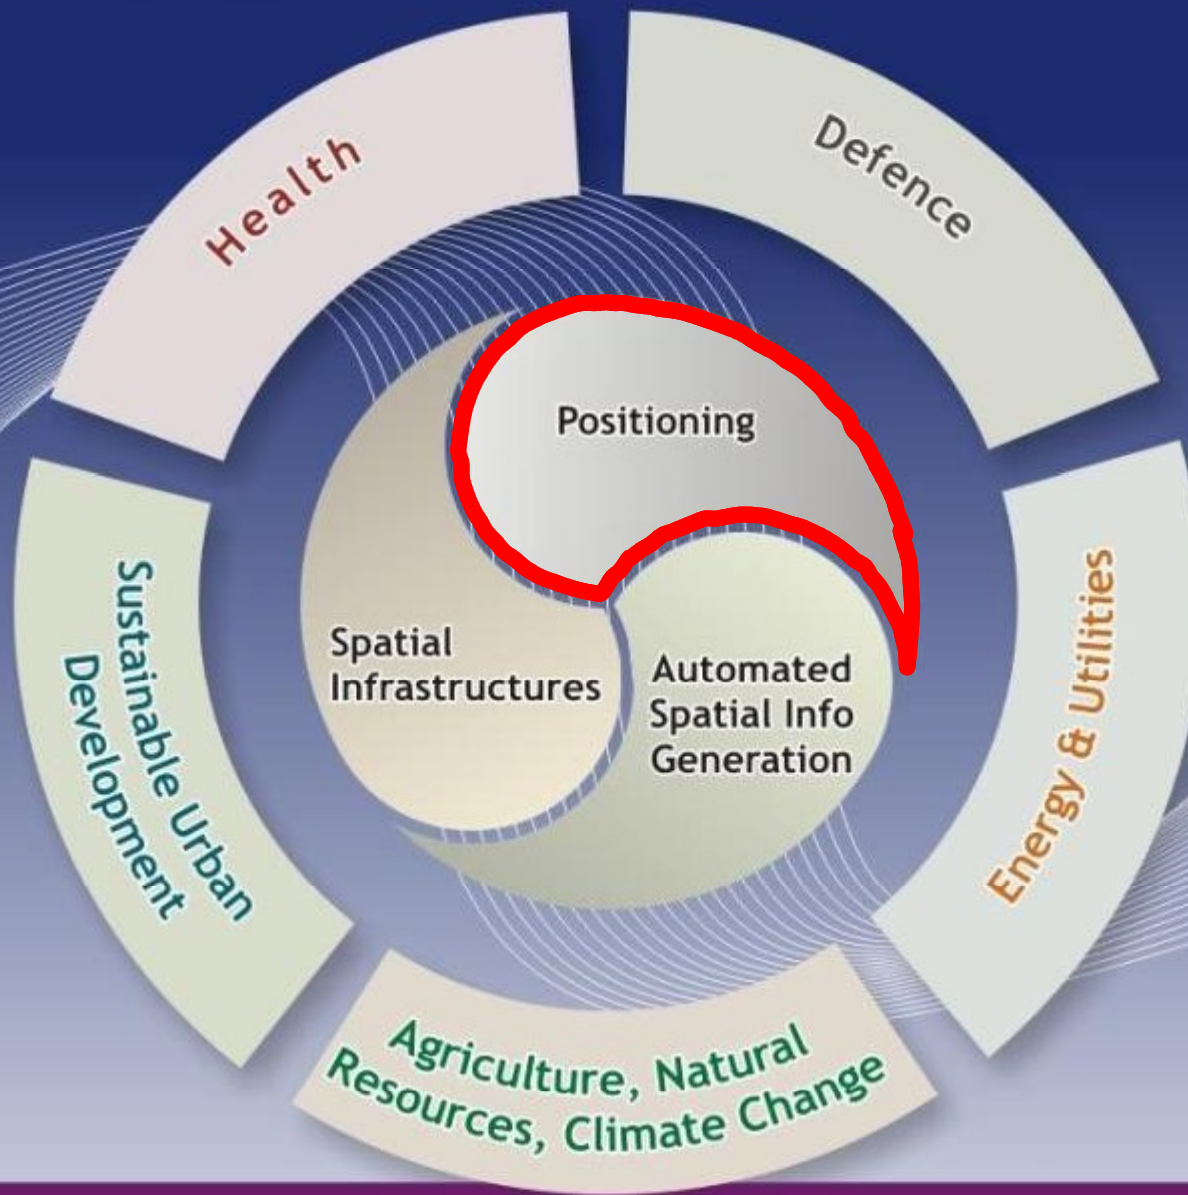 Health
Defence
Positioning
Spatial
Infrastructures
Automated
Spatial Info
Generation
Sustainable Urban
Development
Energy & Utilities
Agriculture, Natural
Resources, Climate Change